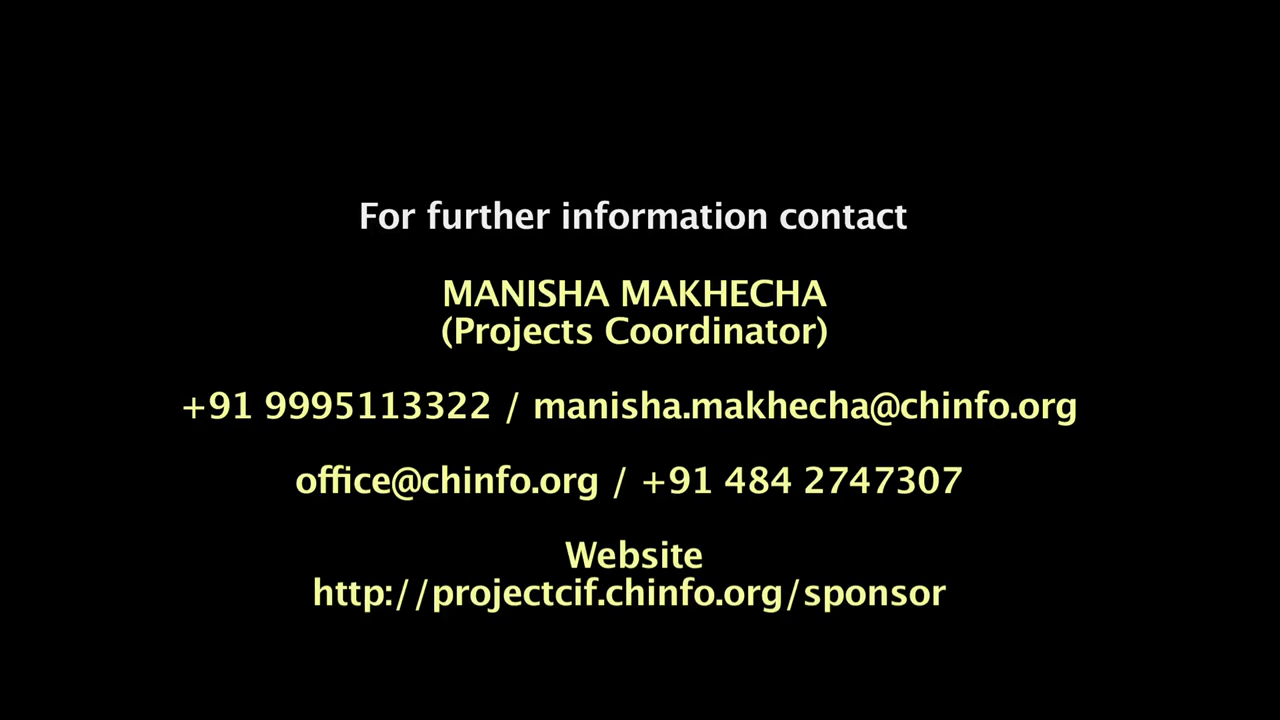 For further information contact
MANISHA MAKHECHA
(Projects Coordinator)
+91 9995113322 / manisha.makhecha@chinfo.org
office@chinfo.org / +91 484 2747307
Website
http://projectcif.chinfo.org/sponsor